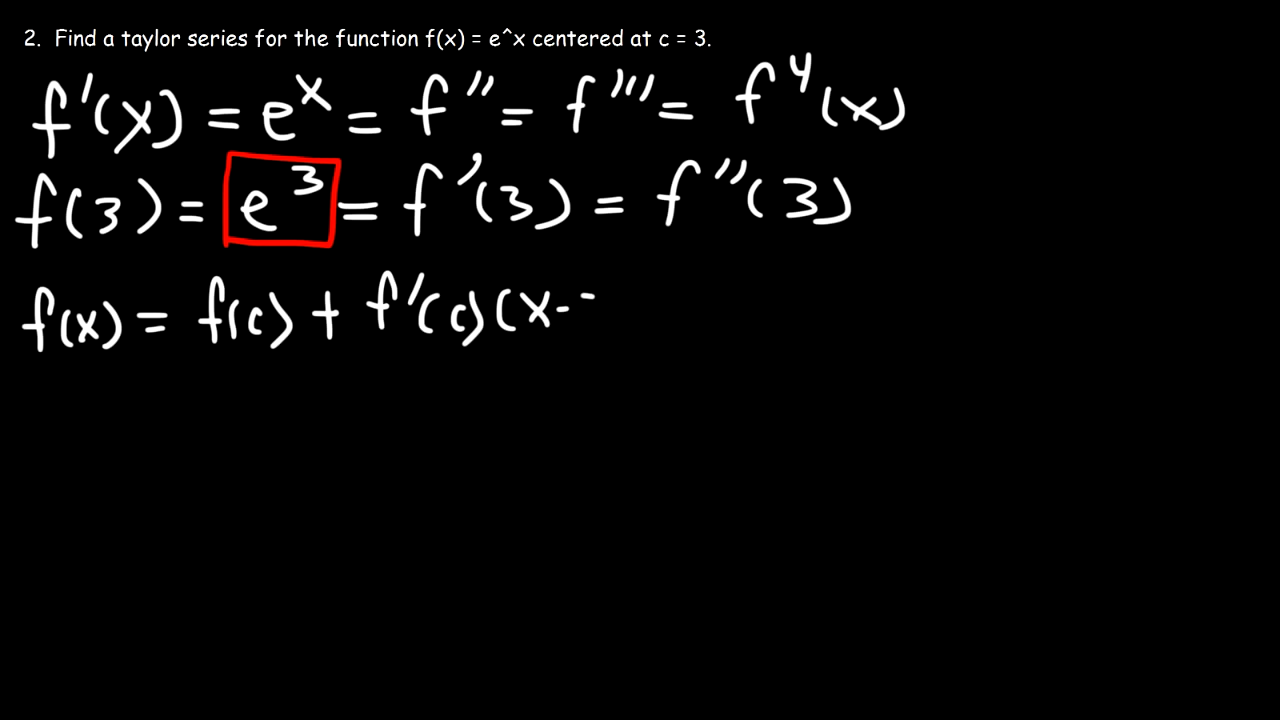 2. Find a taylor series for the function f(x) = e^x centered at c = 3.
f'(x) = e^x = f'' = f''' = f^4(x)
f(3) = e^3 = f'(3) = f''(3)
f(x) = f(c) + f'(c)(x-